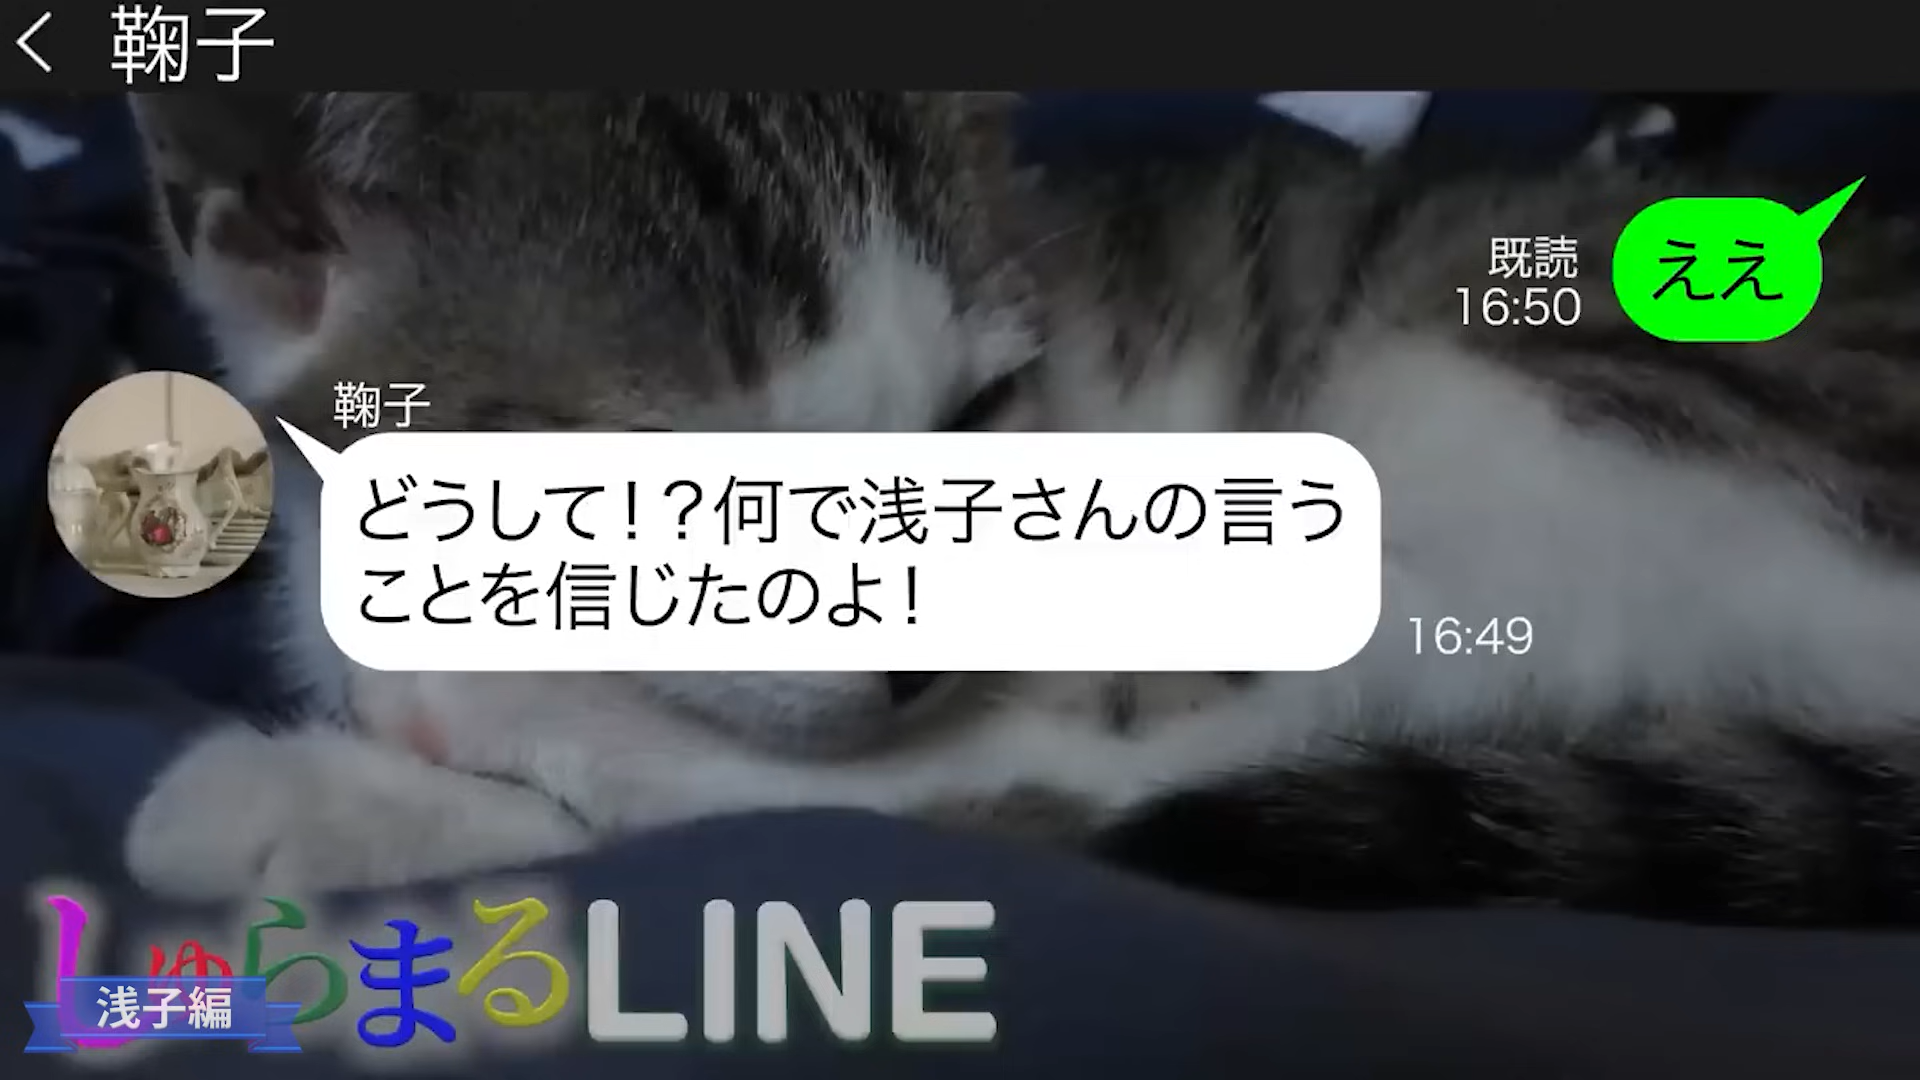 鞠子
ええ
既読
16:50
鞠子
どうして!?何で浅子さんの言う
ことを信じたのよ!
16:49
しゅらまるLINE
浅子編